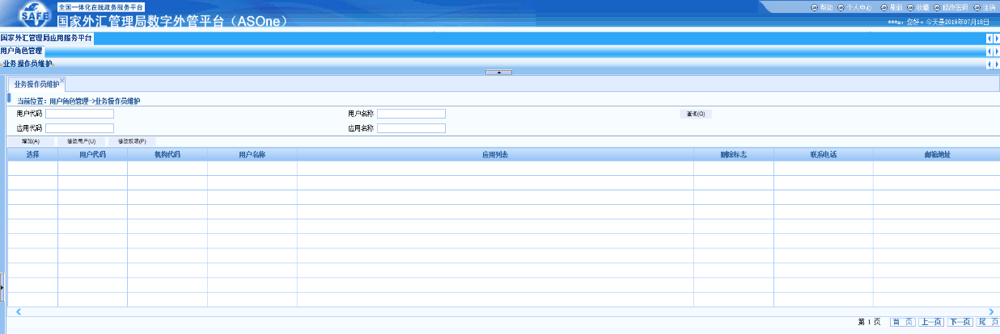 SAFE
全国一体化在线政务服务平台
国家外汇管理局数字外管平台（ASOne）
帮助 个人中心 刷新 收藏 修改密码 注销
***a，您好。今天是2019年07月18日
国家外汇管理局应用服务平台
用户角色管理
业务操作员维护
业务操作员维护
当前位置：用户角色管理->业务操作员维护
用户代码 用户名称 查询(Q)
应用代码 应用名称
增加(A) 修改用户(U) 修改权限(P)
选择 用户代码 机构代码 用户名称 应用列表 删除标志 联系电话 邮箱地址
第 1 页 首 页 上一页 下一页 尾 页